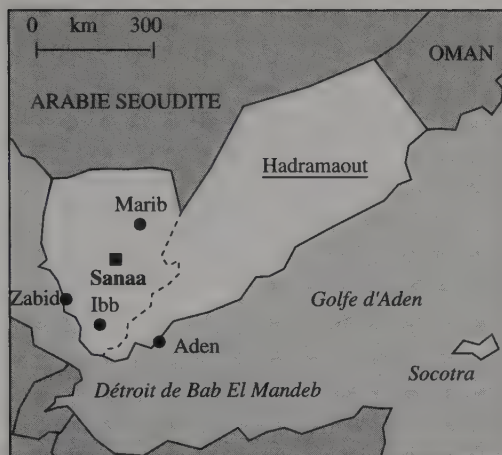 0 km 300
OMAN
ARABIE SEOUDITE
Hadramaout
Marib
Sanaa
Zabid
Ibb
Golfe d'Aden
Aden
Socotra
Détroit de Bab El Mandeb